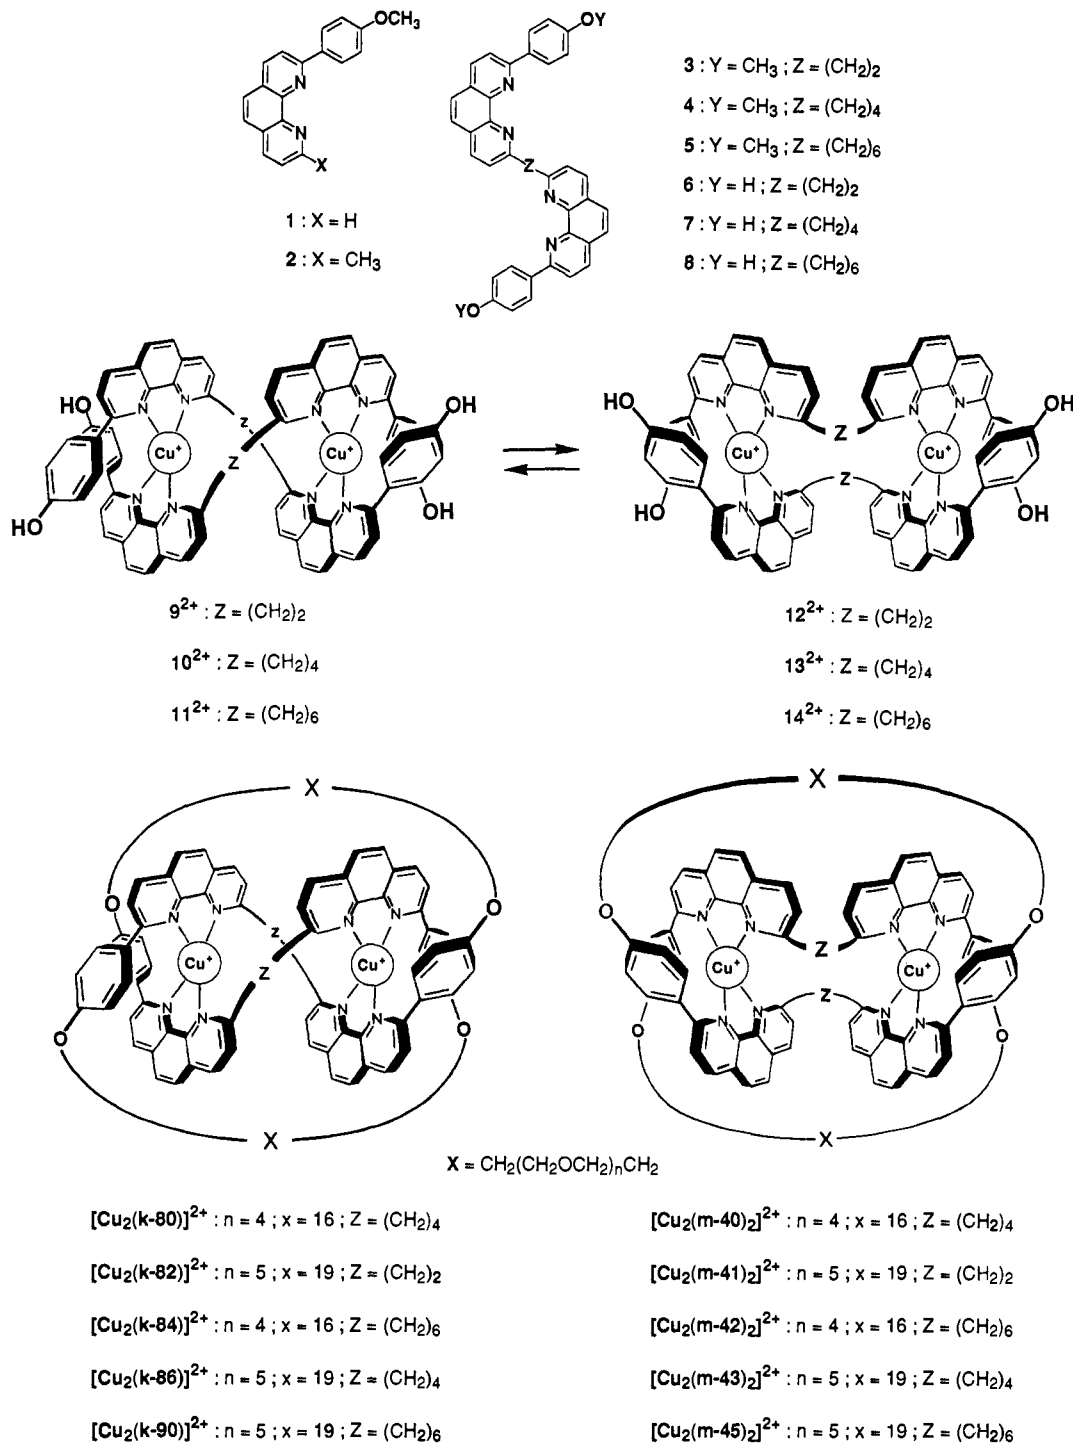 OCH₃
OY
N
N
X
N
N
Z
N
N
YO
1 : X = H
2 : X = CH₃
3 : Y = CH₃ ; Z = (CH₂)₂
4 : Y = CH₃ ; Z = (CH₂)₄
5 : Y = CH₃ ; Z = (CH₂)₆
6 : Y = H ; Z = (CH₂)₂
7 : Y = H ; Z = (CH₂)₄
8 : Y = H ; Z = (CH₂)₆
HO N N z N N OH
Cu⁺ Z Cu⁺
HO N N N N OH
HO N N Z N N OH
Cu⁺ Cu⁺
HO N N Z N N OH
9²⁺ : Z = (CH₂)₂
10²⁺ : Z = (CH₂)₄
11²⁺ : Z = (CH₂)₆
12²⁺ : Z = (CH₂)₂
13²⁺ : Z = (CH₂)₄
14²⁺ : Z = (CH₂)₆
X
O N N z N N O
Cu⁺ Z Cu⁺
O N N N N O
X
X
O N N Z N N O
Cu⁺ Cu⁺
O N N Z N N O
X
X = CH₂(CH₂OCH₂)ₙCH₂
[Cu₂(k-80)]²⁺ : n = 4 ; x = 16 ; Z = (CH₂)₄
[Cu₂(k-82)]²⁺ : n = 5 ; x = 19 ; Z = (CH₂)₂
[Cu₂(k-84)]²⁺ : n = 4 ; x = 16 ; Z = (CH₂)₆
[Cu₂(k-86)]²⁺ : n = 5 ; x = 19 ; Z = (CH₂)₄
[Cu₂(k-90)]²⁺ : n = 5 ; x = 19 ; Z = (CH₂)₆
[Cu₂(m-40)₂]²⁺ : n = 4 ; x = 16 ; Z = (CH₂)₄
[Cu₂(m-41)₂]²⁺ : n = 5 ; x = 19 ; Z = (CH₂)₂
[Cu₂(m-42)₂]²⁺ : n = 4 ; x = 16 ; Z = (CH₂)₆
[Cu₂(m-43)₂]²⁺ : n = 5 ; x = 19 ; Z = (CH₂)₄
[Cu₂(m-45)₂]²⁺ : n = 5 ; x = 19 ; Z = (CH₂)₆